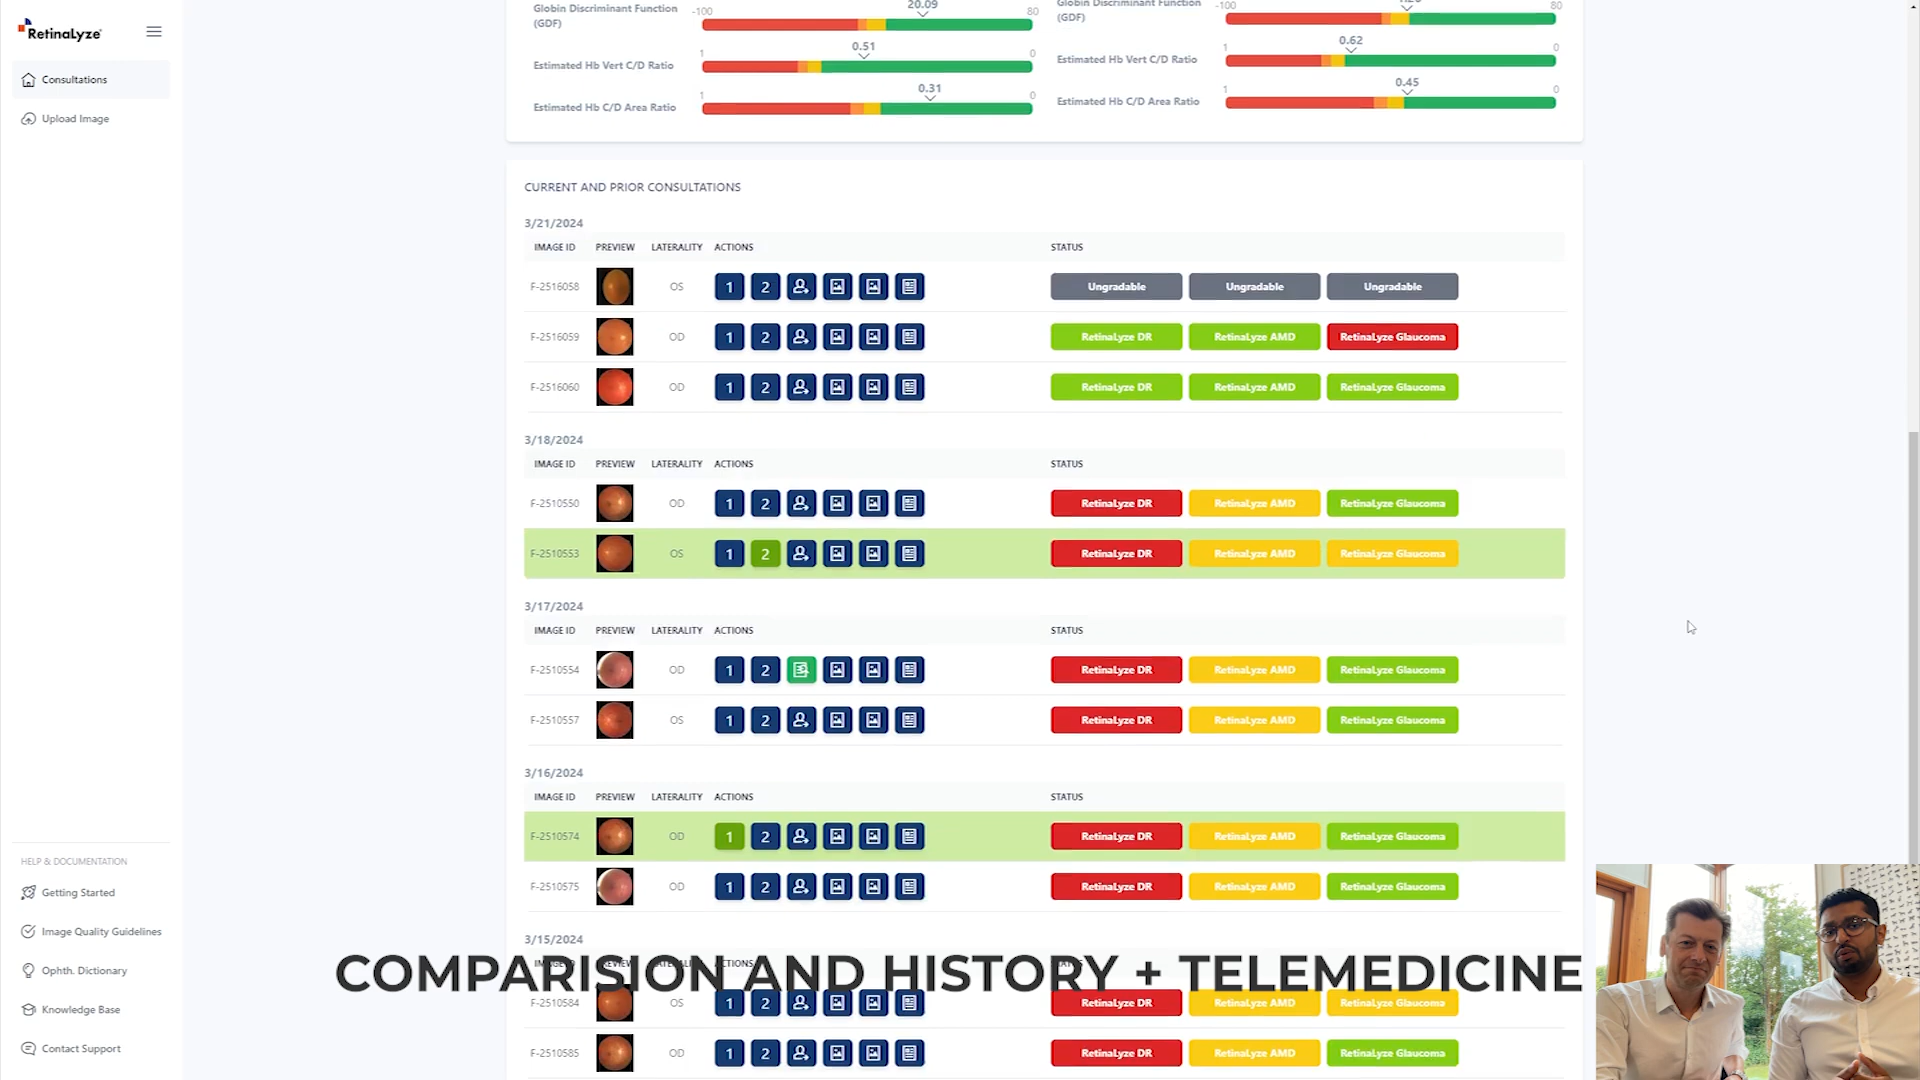 RetinaLyze
Consultations
Upload Image
HELP & DOCUMENTATION
Getting Started
Image Quality Guidelines
Ophth. Dictionary
Knowledge Base
Contact Support
Globin Discriminant Function (GDF)
-100 20.09 80
Estimated Hb Vert C/D Ratio
1 0.51 0
Estimated Hb C/D Area Ratio
1 0.31 0
Globin Discriminant Function (GDF)
-100 80
Estimated Hb Vert C/D Ratio
1 0.62 0
Estimated Hb C/D Area Ratio
1 0.45 0
CURRENT AND PRIOR CONSULTATIONS
3/21/2024
IMAGE ID PREVIEW LATERALITY ACTIONS STATUS
F-2516058 OS 1 2 Ungradable Ungradable Ungradable
F-2516059 OD 1 2 RetinaLyze DR RetinaLyze AMD RetinaLyze Glaucoma
F-2516060 OD 1 2 RetinaLyze DR RetinaLyze AMD RetinaLyze Glaucoma
3/18/2024
IMAGE ID PREVIEW LATERALITY ACTIONS STATUS
F-2510550 OD 1 2 RetinaLyze DR RetinaLyze AMD RetinaLyze Glaucoma
F-2510553 OS 1 2 RetinaLyze DR RetinaLyze AMD RetinaLyze Glaucoma
3/17/2024
IMAGE ID PREVIEW LATERALITY ACTIONS STATUS
F-2510554 OD 1 2 RetinaLyze DR RetinaLyze AMD RetinaLyze Glaucoma
F-2510557 OS 1 2 RetinaLyze DR RetinaLyze AMD RetinaLyze Glaucoma
3/16/2024
IMAGE ID PREVIEW LATERALITY ACTIONS STATUS
F-2510574 OD 1 2 RetinaLyze DR RetinaLyze AMD RetinaLyze Glaucoma
F-2510575 OD 1 2 RetinaLyze DR RetinaLyze AMD RetinaLyze Glaucoma
3/15/2024
COMPARISION AND HISTORY + TELEMEDICINE
F-2510584 OS 1 2 RetinaLyze DR RetinaLyze AMD RetinaLyze Glaucoma
F-2510585 OD 1 2 RetinaLyze DR RetinaLyze AMD RetinaLyze Glaucoma